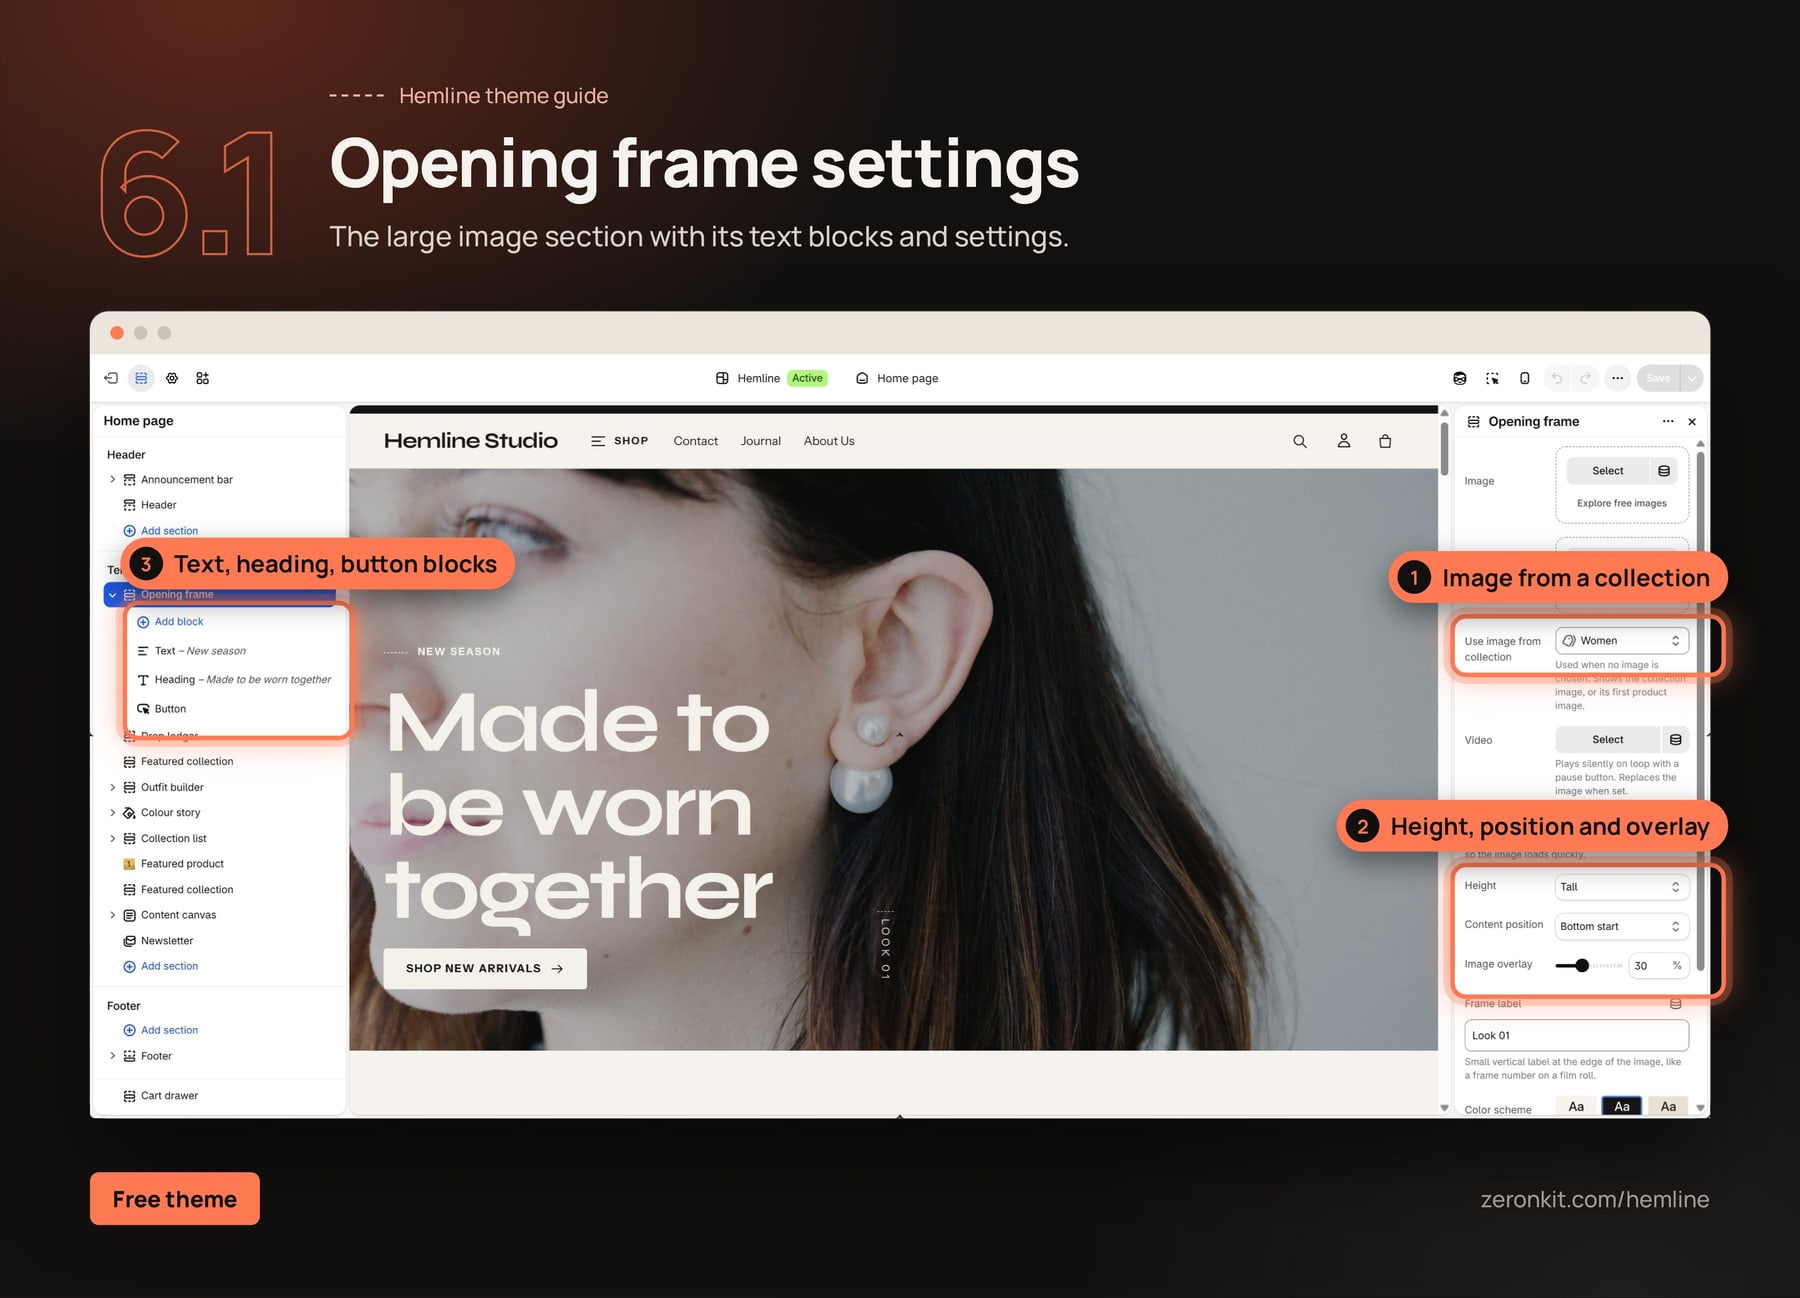 Hemline theme guide
6.1
Opening frame settings
The large image section with its text blocks and settings.
Hemline
Active
Home page
Save
Home page
Header
Announcement bar
Header
Add section
3
Text, heading, button blocks
Opening frame
Add block
Text – New season
Heading – Made to be worn together
Button
Drop ledger
Featured collection
Outfit builder
Colour story
Collection list
Featured product
Featured collection
Content canvas
Newsletter
Add section
Footer
Add section
Footer
Cart drawer
Hemline Studio
SHOP
Contact
Journal
About Us
NEW SEASON
Made to
be worn
together
SHOP NEW ARRIVALS
LOOK 01
Opening frame
Image
Select
Explore free images
1
Image from a collection
Use image from
collection
Women
Used when no image is
chosen. Shows the collection
image, or its first product
image.
Video
Select
Plays silently on loop with a
pause button. Replaces the
image when set.
2
Height, position and overlay
so the image loads quickly.
Height
Tall
Content position
Bottom start
Image overlay
30
%
Frame label
Look 01
Small vertical label at the edge of the image, like
a frame number on a film roll.
Color scheme
Aa
Aa
Aa
Free theme
zeronkit.com/hemline